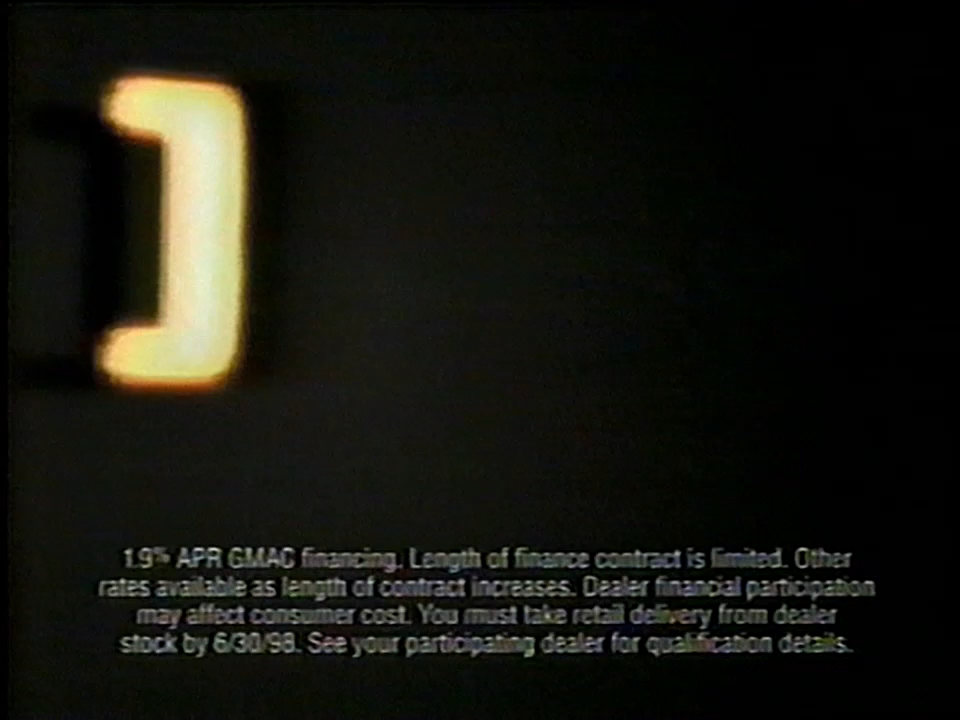 ]
1.9% APR GMAC financing. Length of finance contract is limited. Other
rates available as length of contract increases. Dealer financial participation
may affect consumer cost. You must take retail delivery from dealer
stock by 6/30/98. See your participating dealer for qualification details.